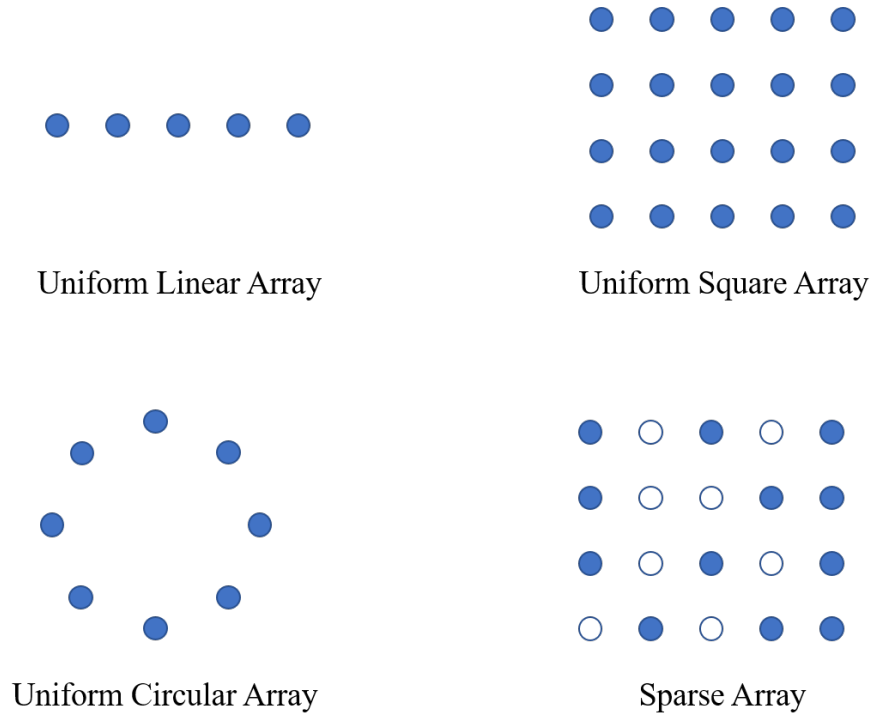 Uniform Linear Array
Uniform Square Array
Uniform Circular Array
Sparse Array